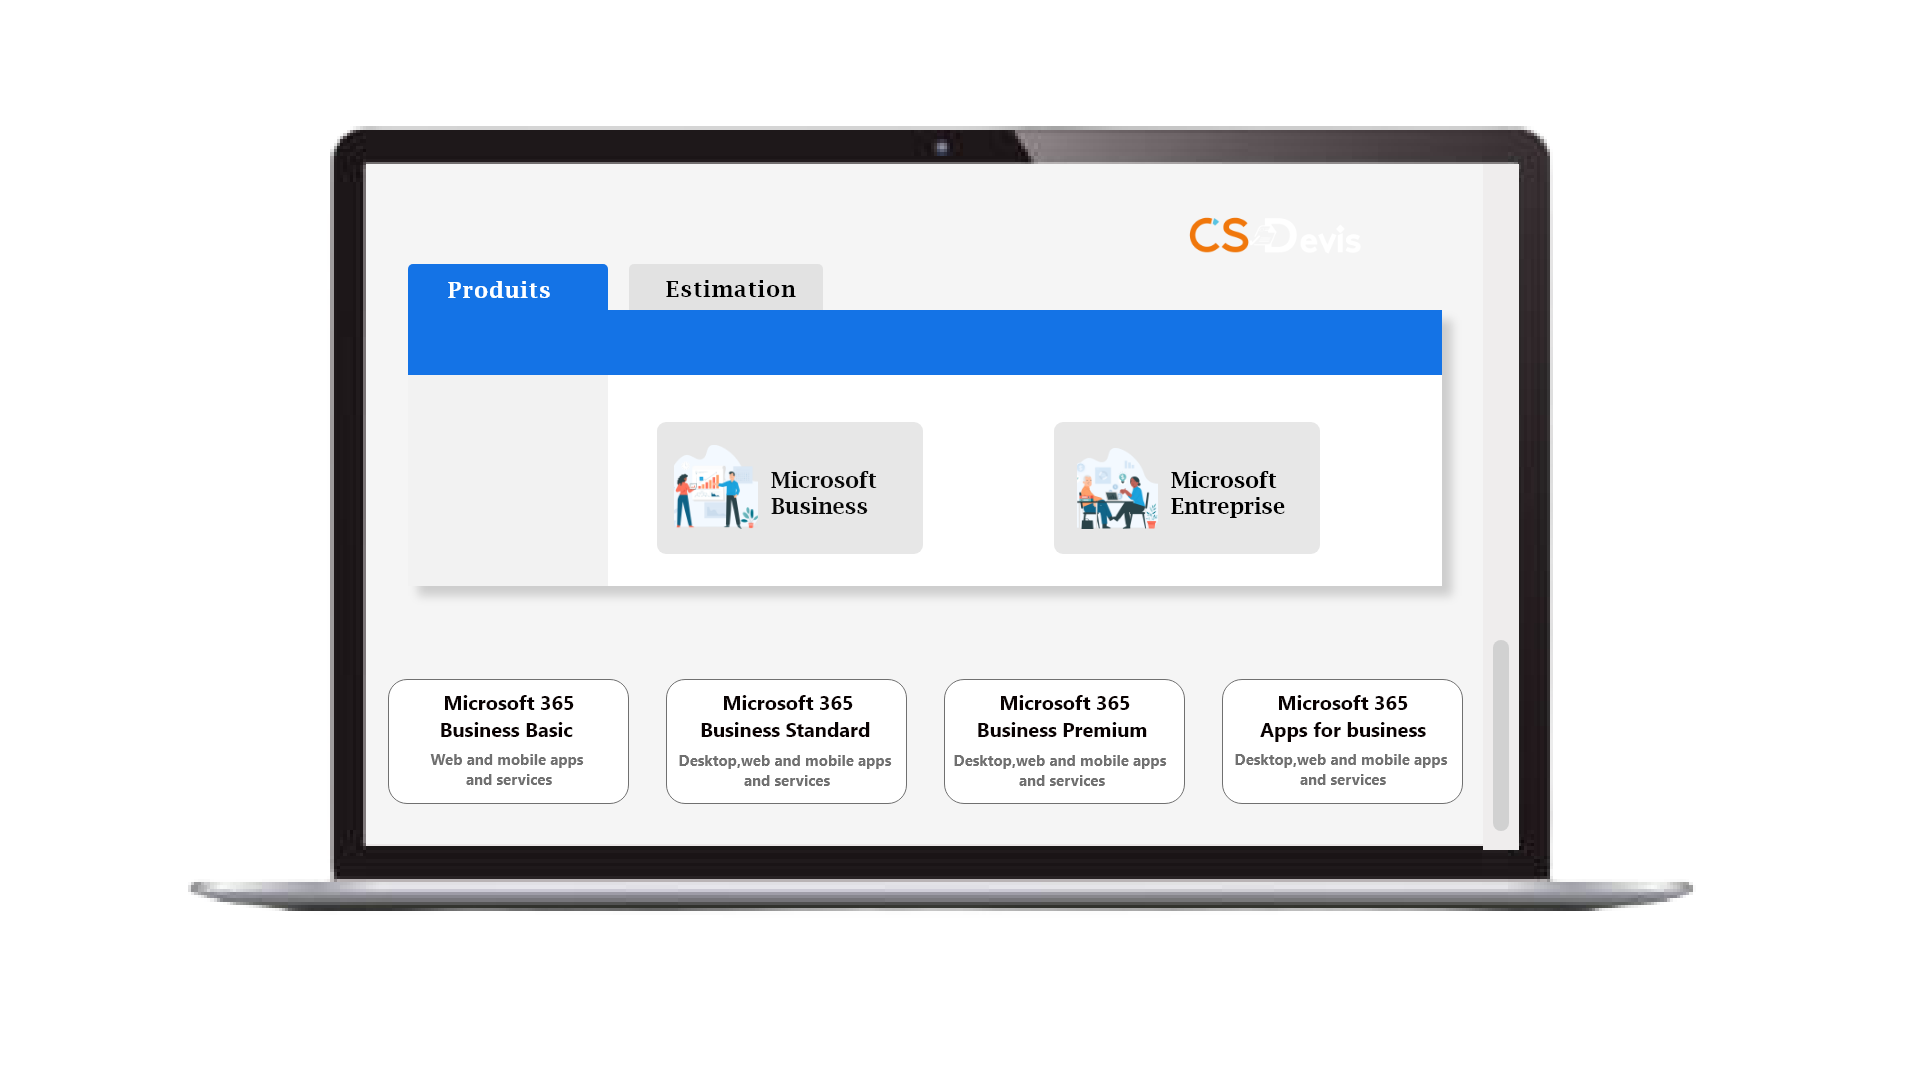 CS Devis
Produits
Estimation
Microsoft
Business
Microsoft
Entreprise
Microsoft 365
Business Basic
Web and mobile apps
and services
Microsoft 365
Business Standard
Desktop,web and mobile apps
and services
Microsoft 365
Business Premium
Desktop,web and mobile apps
and services
Microsoft 365
Apps for business
Desktop,web and mobile apps
and services